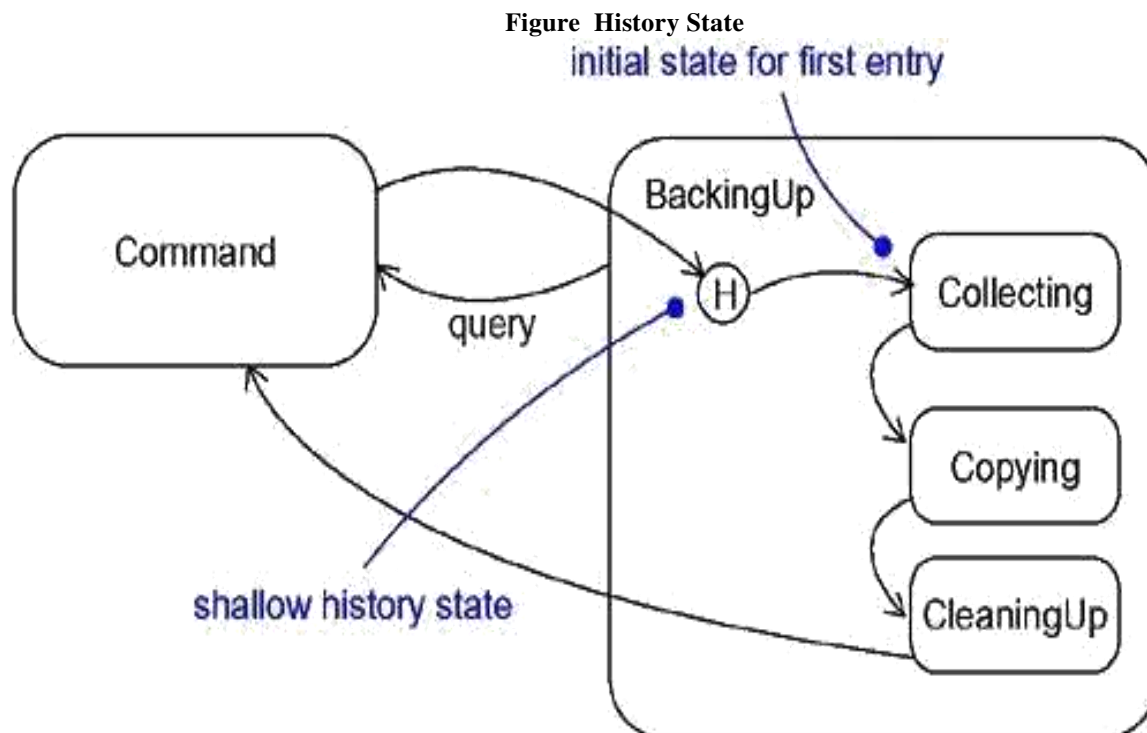 Figure History State
initial state for first entry
BackingUp
Command
H
Collecting
query
Copying
shallow history state
CleaningUp